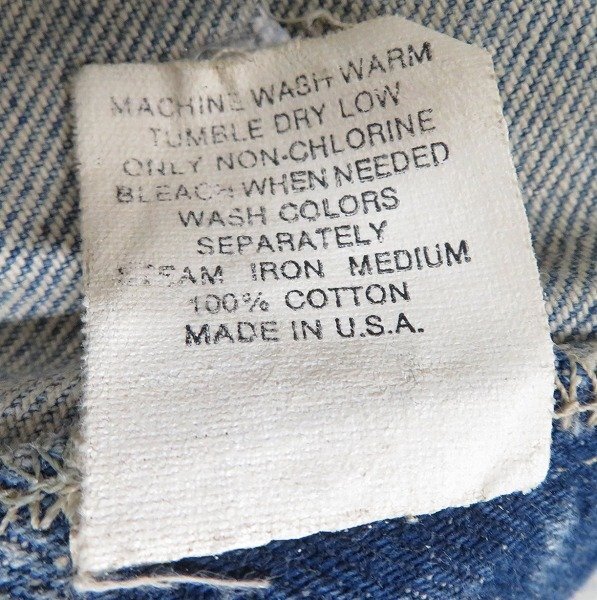 MACHINE WASH WARM
TUMBLE DRY LOW
ONLY NON-CHLORINE
BLEACH WHEN NEEDED
WASH COLORS
SEPARATELY
STEAM IRON MEDIUM
100% COTTON
MADE IN U.S.A.